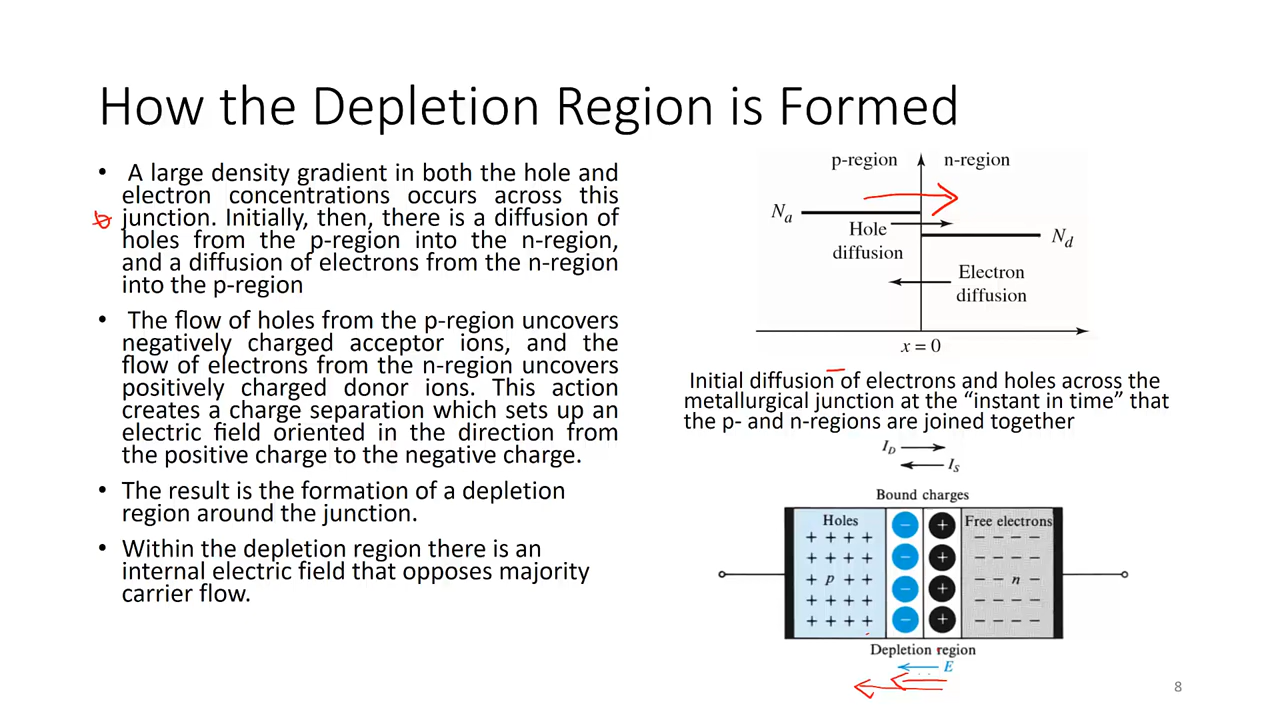 How the Depletion Region is Formed
• A large density gradient in both the hole and
electron concentrations occurs across this
junction. Initially, then, there is a diffusion of
holes from the p-region into the n-region,
and a diffusion of electrons from the n-region
into the p-region
• The flow of holes from the p-region uncovers
negatively charged acceptor ions, and the
flow of electrons from the n-region uncovers
positively charged donor ions. This action
creates a charge separation which sets up an
electric field oriented in the direction from
the positive charge to the negative charge.
• The result is the formation of a depletion
region around the junction.
• Within the depletion region there is an
internal electric field that opposes majority
carrier flow.
p-region n-region
Nₐ
Hole
diffusion
N_d
Electron
diffusion
x = 0
Initial diffusion of electrons and holes across the
metallurgical junction at the “instant in time” that
the p- and n-regions are joined together
I_D
I_S
Bound charges
Holes − + Free electrons
+ + + + − − − −
+ + + + − + − − − −
+ p + + − + − n −
+ + + + − − − −
+ + + + − + − − − −
Depletion region
E
8